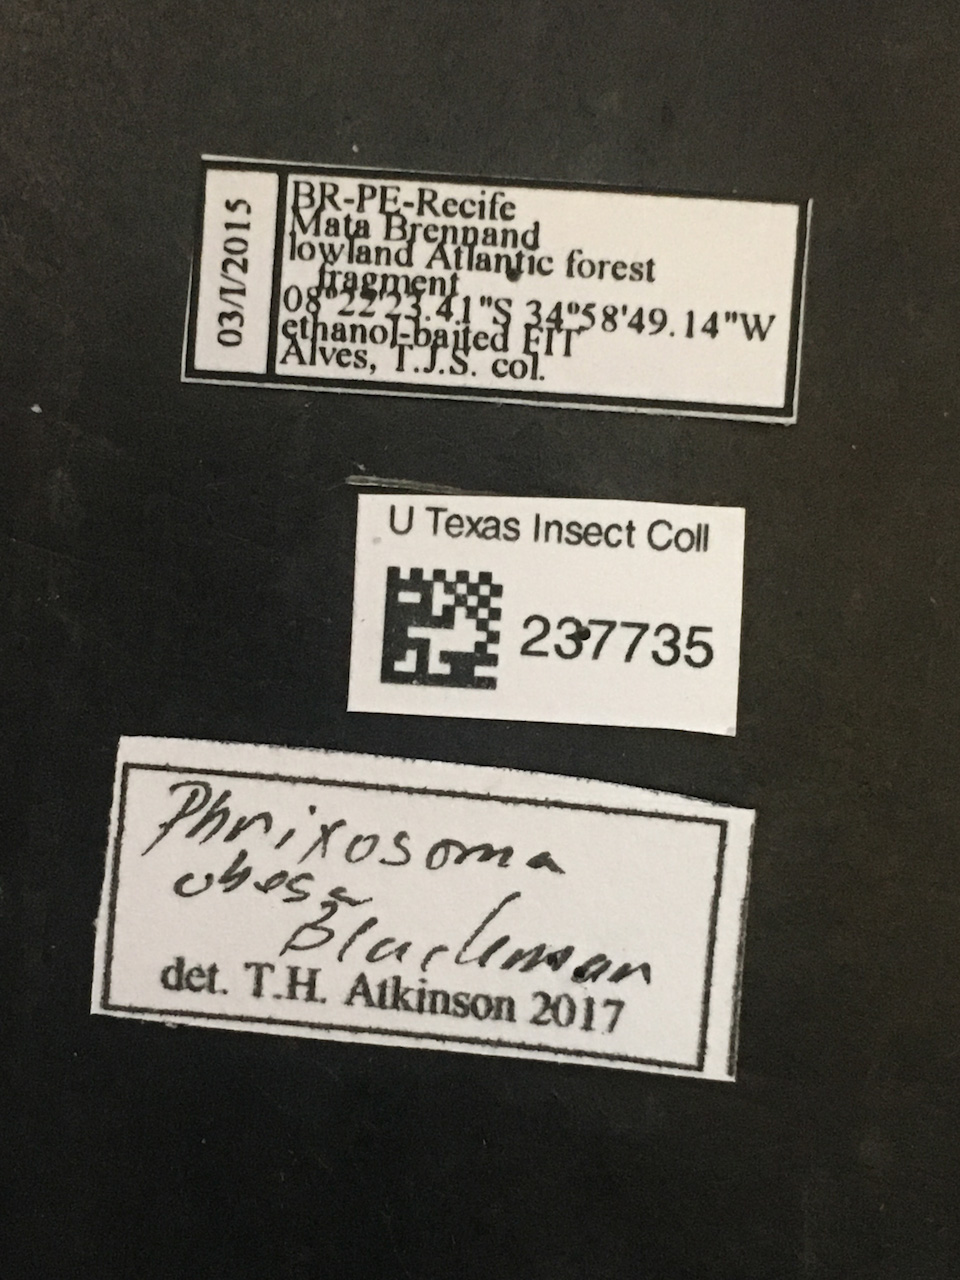 03/I/2015
BR-PE-Recife
Mata Brennand
lowland Atlantic forest
fragment
08°22'23.41"S 34°58'49.14"W
ethanol-baited FIT
Alves, T.J.S. col.
U Texas Insect Coll
237735
Phrixosoma
obesa
Blackman
det. T.H. Atkinson 2017